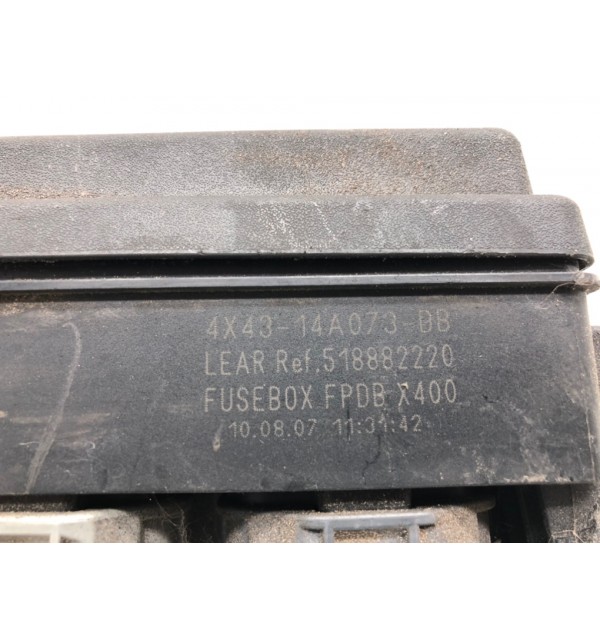 4X43-14A073-BB
LEAR Ref.518882220
FUSEBOX FPDB X400
10.08.07 11:31:42